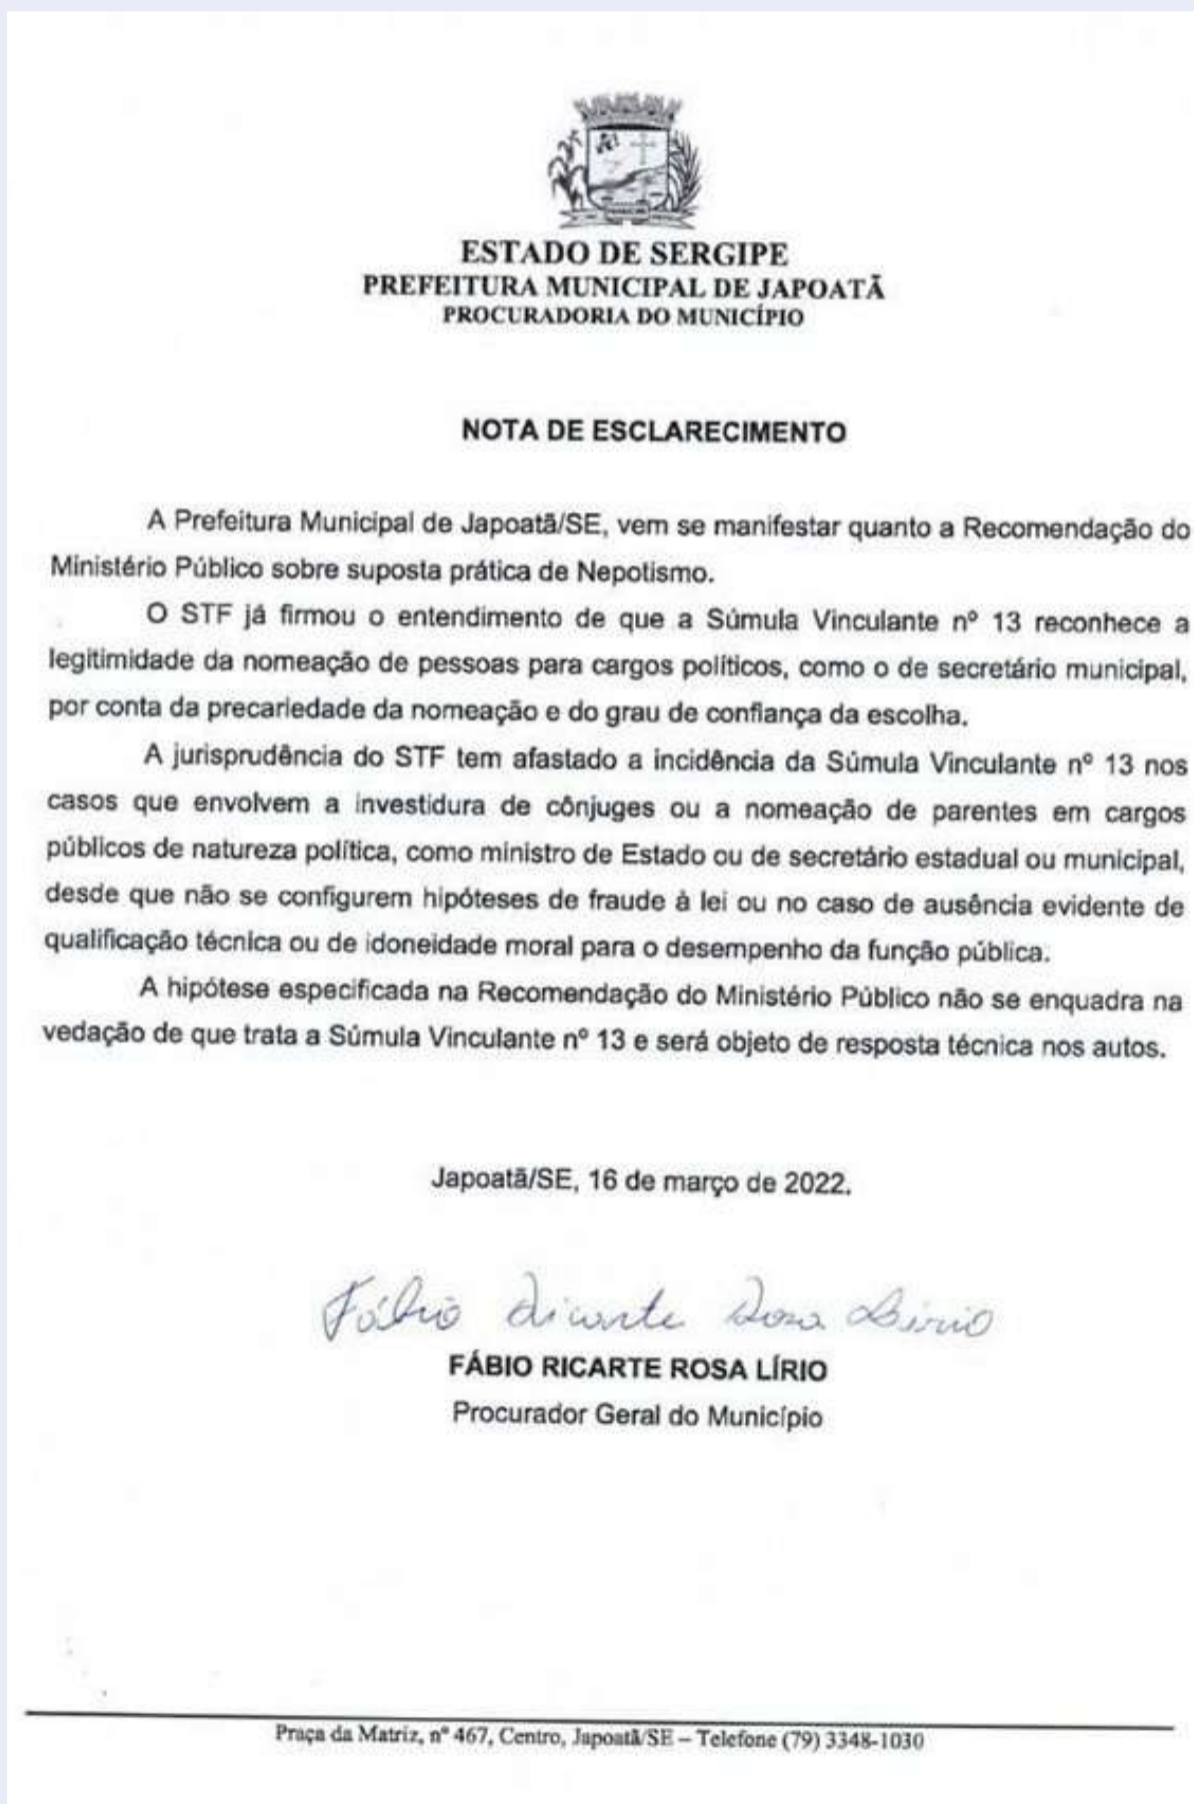 ESTADO DE SERGIPE
PREFEITURA MUNICIPAL DE JAPOATÃ
PROCURADORIA DO MUNICÍPIO
NOTA DE ESCLARECIMENTO
A Prefeitura Municipal de Japoatã/SE, vem se manifestar quanto a Recomendação do
Ministério Público sobre suposta prática de Nepotismo.
O STF já firmou o entendimento de que a Súmula Vinculante nº 13 reconhece a
legitimidade da nomeação de pessoas para cargos políticos, como o de secretário municipal,
por conta da precariedade da nomeação e do grau de confiança da escolha.
A jurisprudência do STF tem afastado a incidência da Súmula Vinculante nº 13 nos
casos que envolvem a investidura de cônjuges ou a nomeação de parentes em cargos
públicos de natureza política, como ministro de Estado ou de secretário estadual ou municipal,
desde que não se configurem hipóteses de fraude à lei ou no caso de ausência evidente de
qualificação técnica ou de idoneidade moral para o desempenho da função pública.
A hipótese especificada na Recomendação do Ministério Público não se enquadra na
vedação de que trata a Súmula Vinculante nº 13 e será objeto de resposta técnica nos autos.
Japoatã/SE, 16 de março de 2022.
Fábio Ricarte Rosa Lírio
FÁBIO RICARTE ROSA LÍRIO
Procurador Geral do Município
Praça da Matriz, nº 467, Centro, Japoatã/SE – Telefone (79) 3348-1030